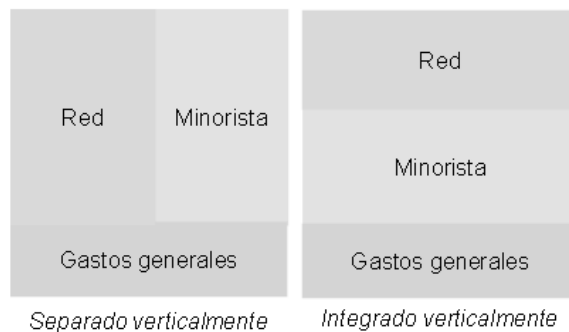 Red
Minorista
Gastos generales
Separado verticalmente
Red
Minorista
Gastos generales
Integrado verticalmente